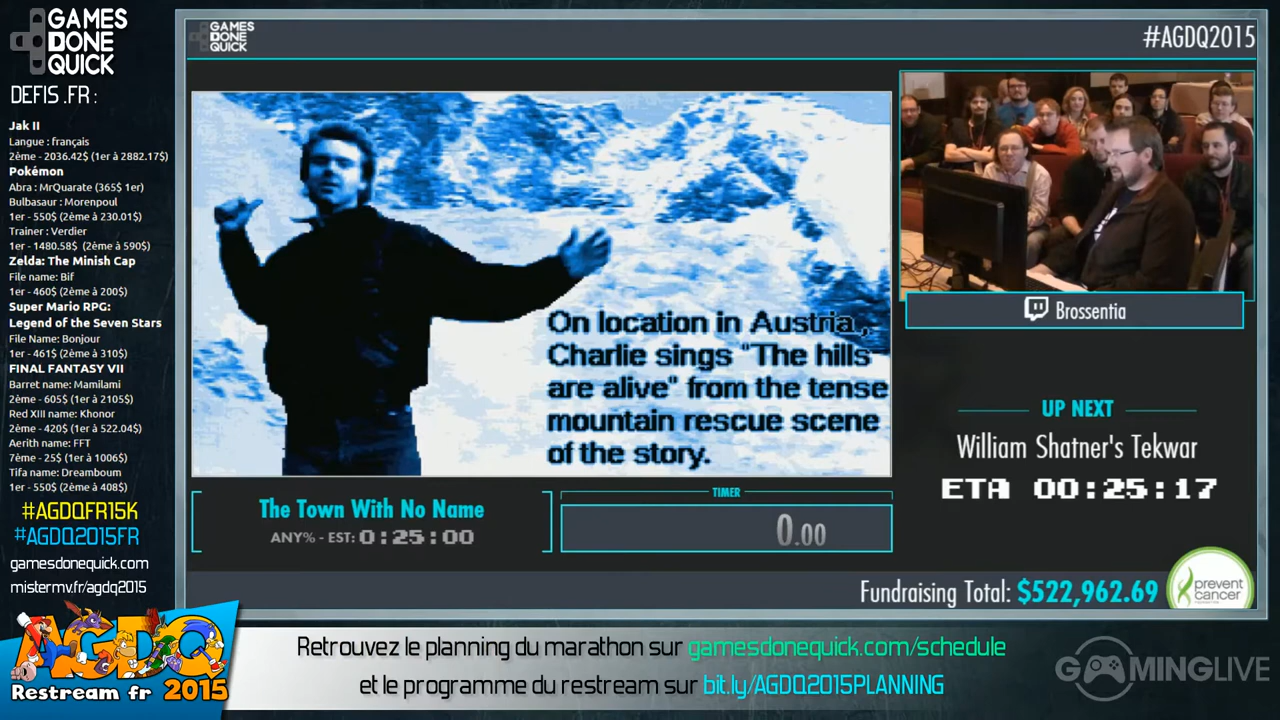 GAMES
DONE
QUICK
DEFIS .FR :
Jak II
Langue : français
2ème - 2036.42$ (1er à 2882.17$)
Pokémon
Abra : MrQuarate (365$ 1er)
Bulbasaur : Morenpoul
1er - 550$ (2ème à 230.01$)
Trainer : Verdier
1er - 1480.58$ (2ème à 590$)
Zelda: The Minish Cap
File name: Bif
1er - 460$ (2ème à 200$)
Super Mario RPG:
Legend of the Seven Stars
File Name: Bonjour
1er - 461$ (2ème à 310$)
FINAL FANTASY VII
Barret name: Mamilami
2ème - 605$ (1er à 2105$)
Red XIII name: Khonor
2ème - 420$ (1er à 522.04$)
Aerith name: FFT
7ème - 25$ (1er à 1006$)
Tifa name: Dreamboum
1er - 550$ (2ème à 408$)
#AGDQFR15K
#AGDQ2015FR
gamesdonequick.com
mistermv.fr/agdq2015
AGDQ
Restream fr 2015
GAMES
DONE
QUICK
#AGDQ2015
On location in Austria,
Charlie sings "The hills
are alive" from the tense
mountain rescue scene
of the story.
Brossentia
UP NEXT
William Shatner's Tekwar
ETA 00:25:17
The Town With No Name
ANY% - EST: 0:25:00
TIMER
0.00
Fundraising Total: $522,962.69
prevent
cancer
Retrouvez le planning du marathon sur gamesdonequick.com/schedule
et le programme du restream sur bit.ly/AGDQ2015PLANNING
GAMINGLIVE